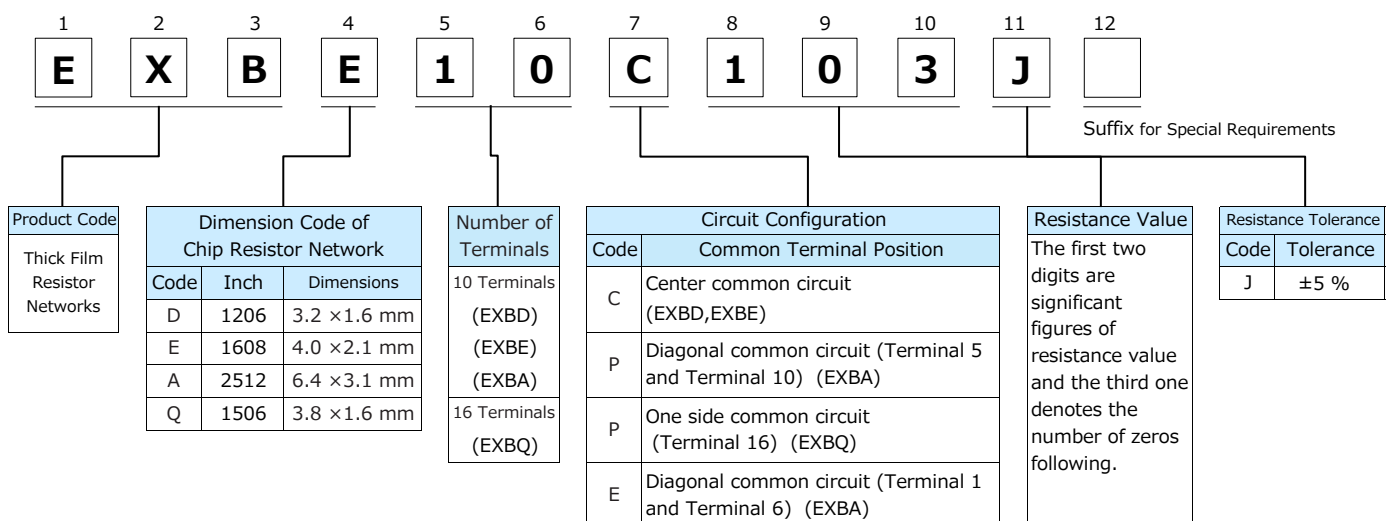 1 2 3 4 5 6 7 8 9 10 11 12
E X B E 1 0 C 1 0 3 J
Suffix for Special Requirements
Product Code
Thick Film
Resistor
Networks
Dimension Code of
Chip Resistor Network
Code Inch Dimensions
D 1206 3.2 ×1.6 mm
E 1608 4.0 ×2.1 mm
A 2512 6.4 ×3.1 mm
Q 1506 3.8 ×1.6 mm
Number of
Terminals
10 Terminals
(EXBD)
(EXBE)
(EXBA)
16 Terminals
(EXBQ)
Circuit Configuration
Code Common Terminal Position
C
Center common circuit
(EXBD,EXBE)
P
Diagonal common circuit (Terminal 5
and Terminal 10) (EXBA)
P
One side common circuit
(Terminal 16) (EXBQ)
E
Diagonal common circuit (Terminal 1
and Terminal 6) (EXBA)
Resistance Value
The first two
digits are
significant
figures of
resistance value
and the third one
denotes the
number of zeros
following.
Resistance Tolerance
Code Tolerance
J ±5 %